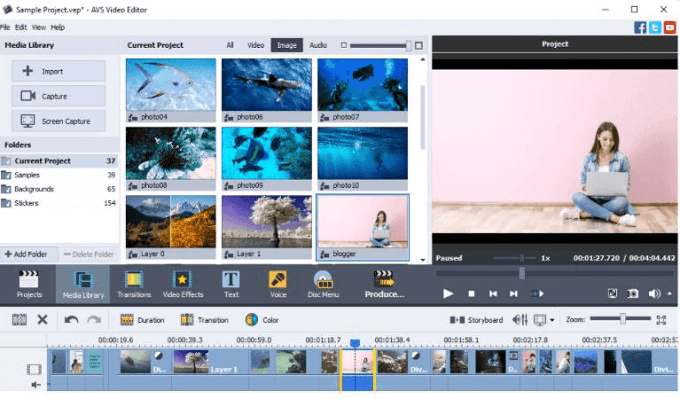 Sample Project.vep* - AVS Video Editor
File Edit View Help
Media Library
Import
Capture
Screen Capture
Folders
Current Project 37
Samples 39
Backgrounds 65
Stickers 154
Add Folder Delete Folder
Current Project All Video Image Audio
photo04 photo06 photo07
photo08 photo09 photo10
Layer 0 Layer 1 blogger
Project
Paused 1x 00:01:27.720 / 00:04:04.442
Projects Media Library Transitions Video Effects Text Voice Disc Menu Produce...
Duration Transition Color Storyboard Zoom:
00:00:19.6 00:00:39.3 00:00:59.0 00:01:18.7 00:01:38.4 00:01:58.1 00:02:17.8 00:02:37.5 00:02:57
Di... Layer 1 Divi... D... Divi...